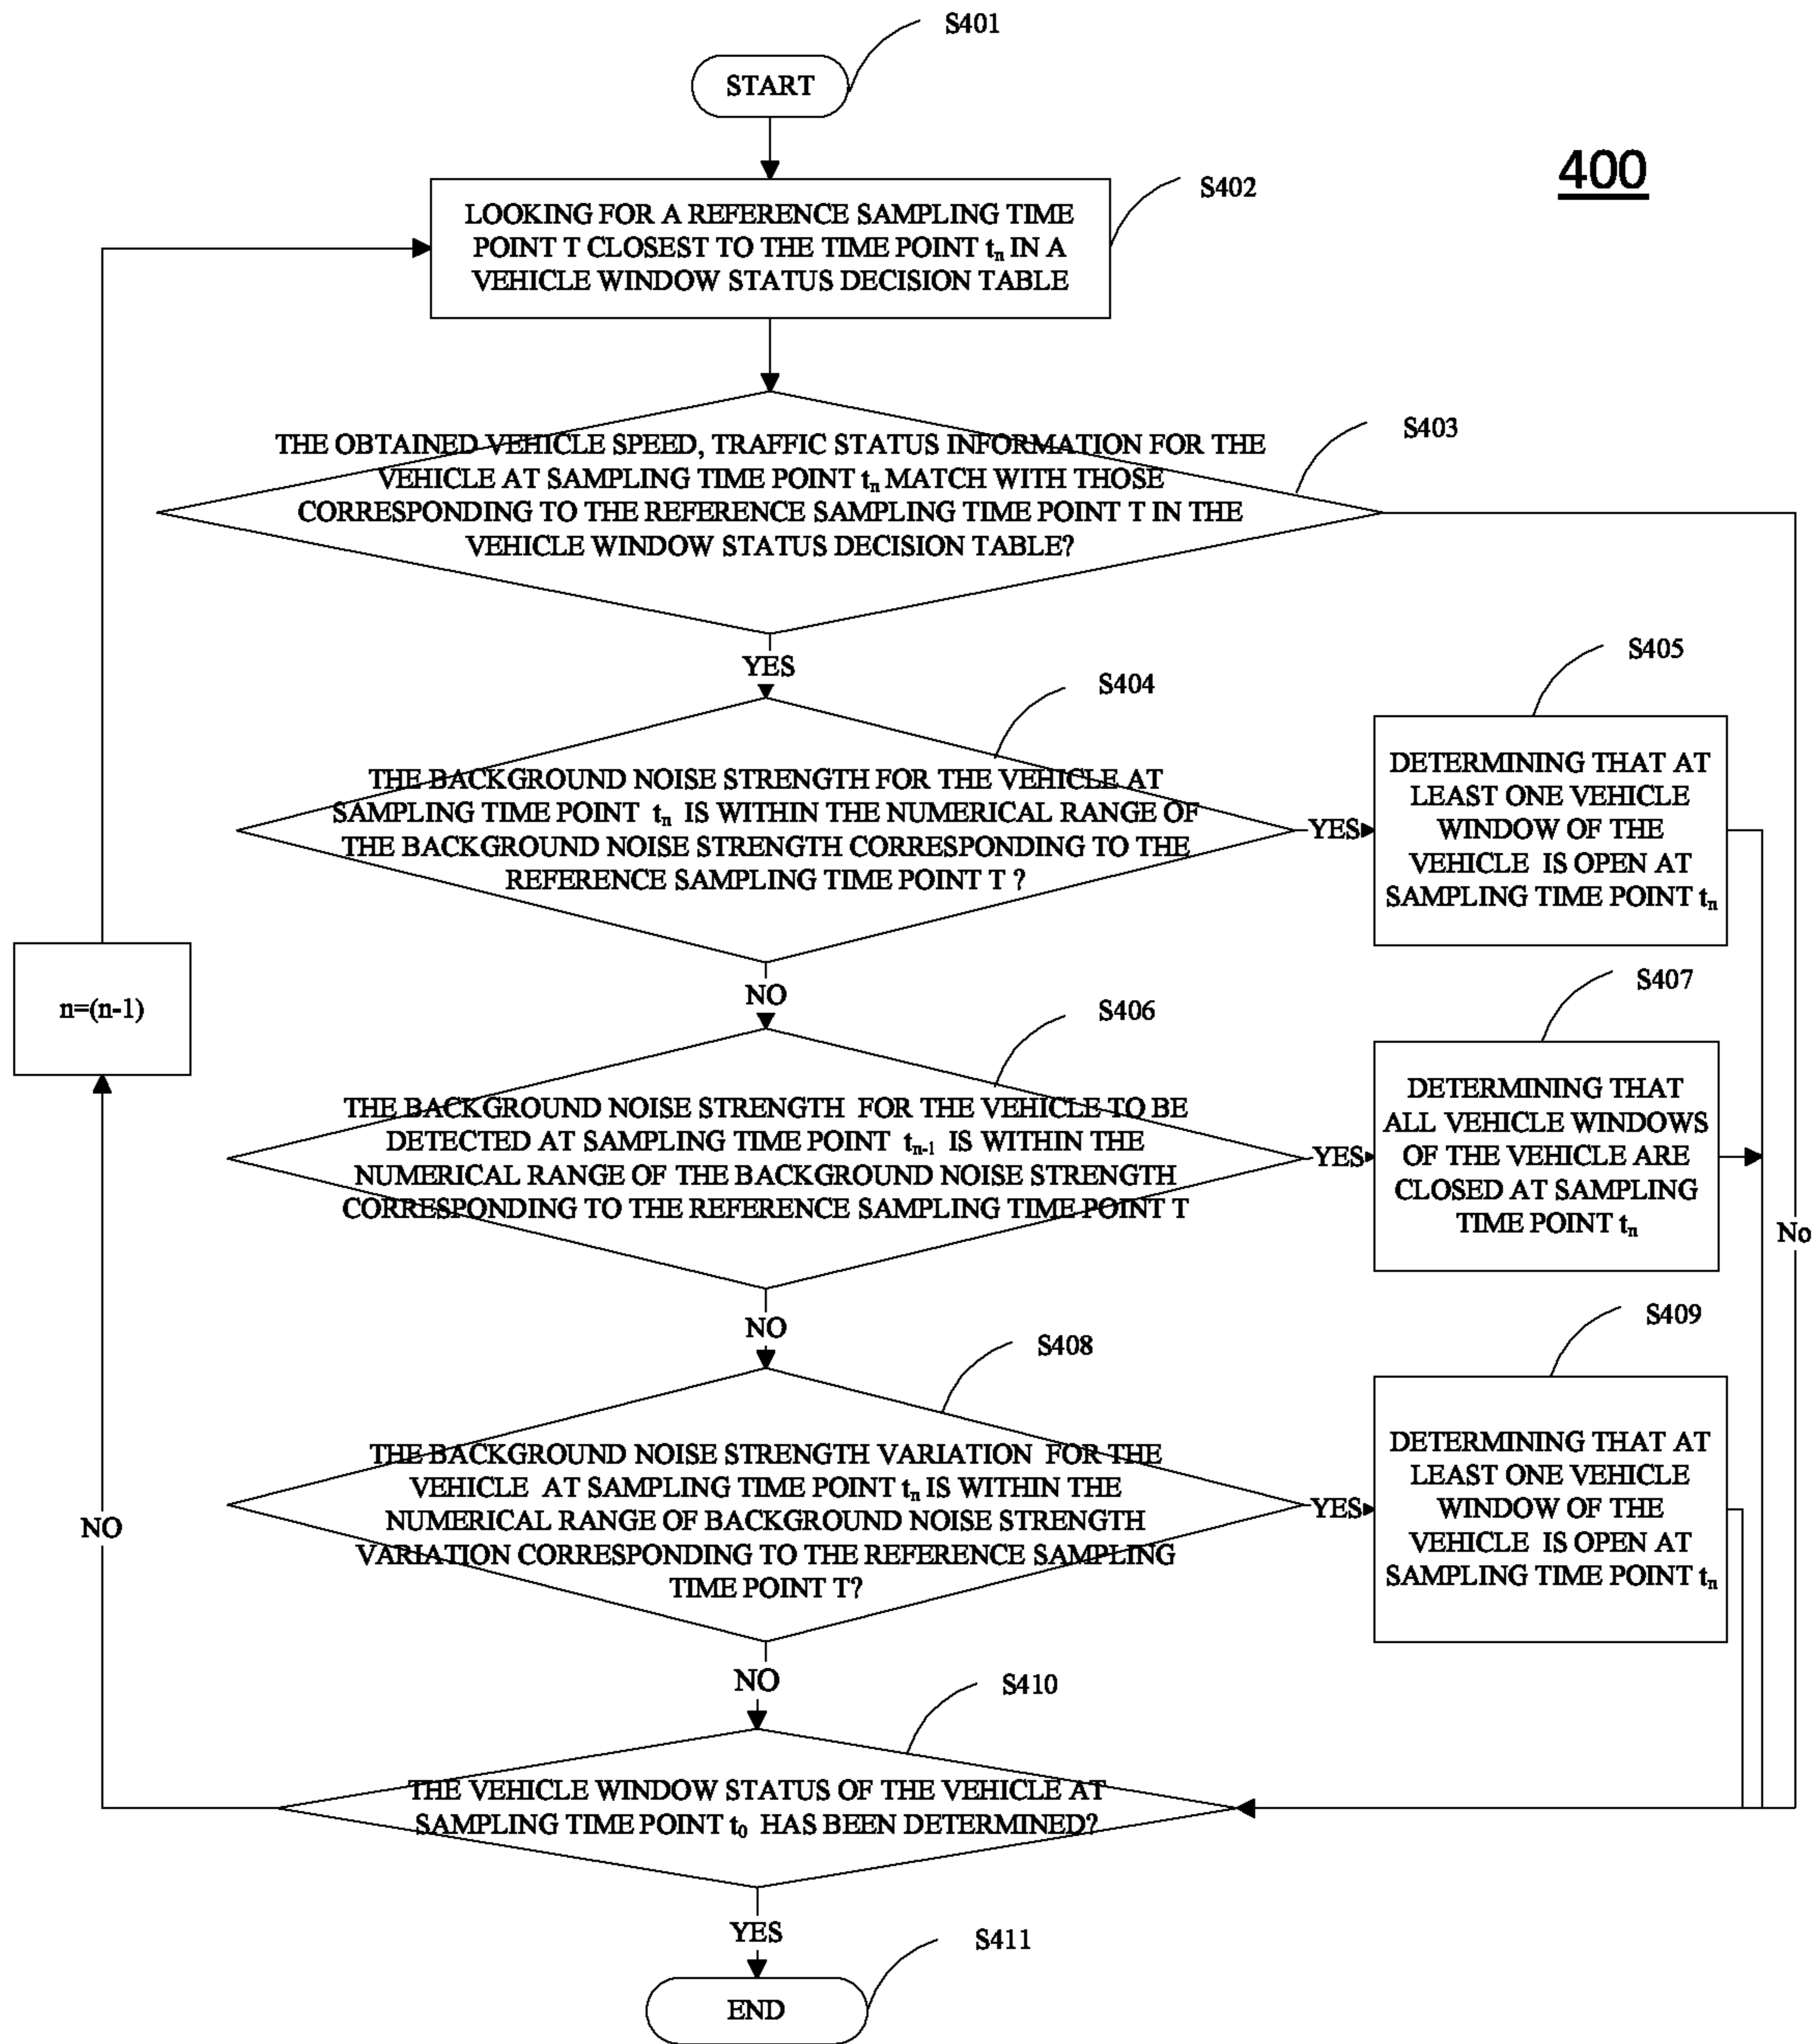 S401
START
400
S402
LOOKING FOR A REFERENCE SAMPLING TIME
POINT T CLOSEST TO THE TIME POINT tn IN A
VEHICLE WINDOW STATUS DECISION TABLE
S403
THE OBTAINED VEHICLE SPEED, TRAFFIC STATUS INFORMATION FOR THE
VEHICLE AT SAMPLING TIME POINT tn MATCH WITH THOSE
CORRESPONDING TO THE REFERENCE SAMPLING TIME POINT T IN THE
VEHICLE WINDOW STATUS DECISION TABLE?
YES
S404
THE BACKGROUND NOISE STRENGTH FOR THE VEHICLE AT
SAMPLING TIME POINT tn IS WITHIN THE NUMERICAL RANGE OF
THE BACKGROUND NOISE STRENGTH CORRESPONDING TO THE
REFERENCE SAMPLING TIME POINT T ?
YES
S405
DETERMINING THAT AT
LEAST ONE VEHICLE
WINDOW OF THE
VEHICLE IS OPEN AT
SAMPLING TIME POINT tn
NO
n=(n-1)
S406
THE BACKGROUND NOISE STRENGTH FOR THE VEHICLE TO BE
DETECTED AT SAMPLING TIME POINT tn-1 IS WITHIN THE
NUMERICAL RANGE OF THE BACKGROUND NOISE STRENGTH
CORRESPONDING TO THE REFERENCE SAMPLING TIME POINT T
YES
S407
DETERMINING THAT
ALL VEHICLE WINDOWS
OF THE VEHICLE ARE
CLOSED AT SAMPLING
TIME POINT tn
No
NO
S408
THE BACKGROUND NOISE STRENGTH VARIATION FOR THE
VEHICLE AT SAMPLING TIME POINT tn IS WITHIN THE
NUMERICAL RANGE OF BACKGROUND NOISE STRENGTH
VARIATION CORRESPONDING TO THE REFERENCE SAMPLING
TIME POINT T?
YES
S409
DETERMINING THAT AT
LEAST ONE VEHICLE
WINDOW OF THE
VEHICLE IS OPEN AT
SAMPLING TIME POINT tn
NO
NO
S410
THE VEHICLE WINDOW STATUS OF THE VEHICLE AT
SAMPLING TIME POINT t0 HAS BEEN DETERMINED?
YES
S411
END